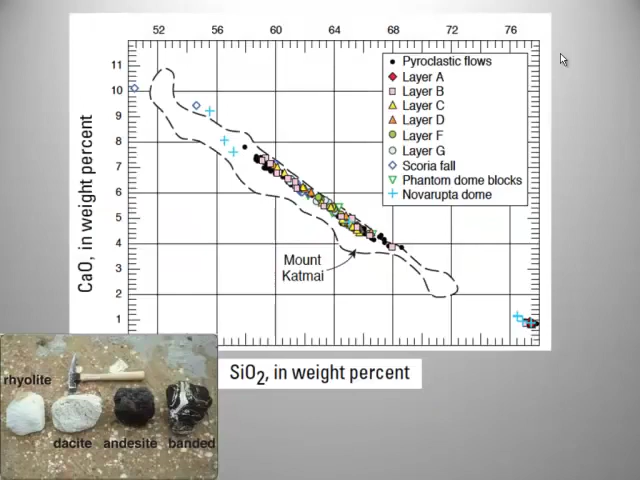 52 56 60 64 68 72 76
11
10
9
8
7
6
5
4
3
2
1
CaO, in weight percent
Pyroclastic flows
Layer A
Layer B
Layer C
Layer D
Layer F
Layer G
Scoria fall
Phantom dome blocks
Novarupta dome
Mount
Katmai
SiO2, in weight percent
rhyolite
dacite andesite banded